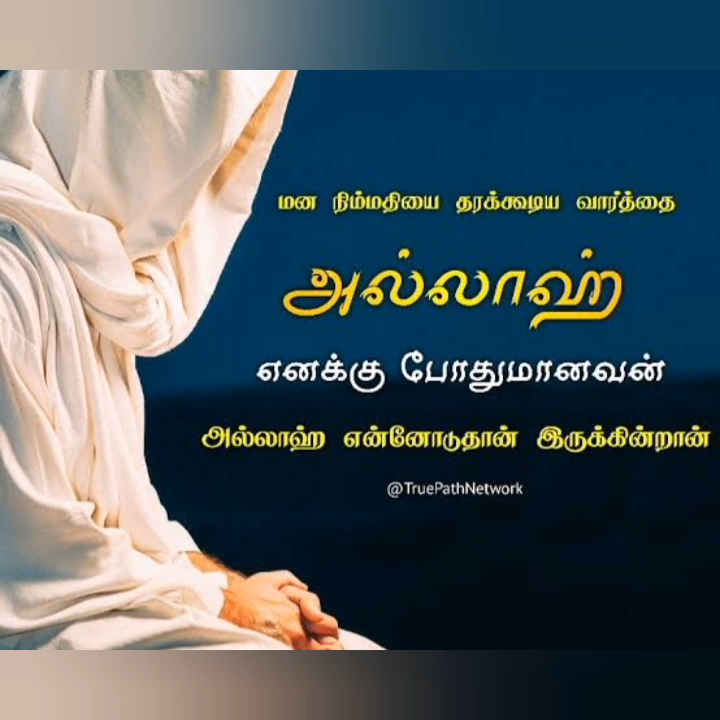 மன நிம்மதியை தரக்கூடிய வார்த்தை
அல்லாஹ்
எனக்கு போதுமானவன்
அல்லாஹ் என்னோடுதான் இருக்கின்றான்
@TruePathNetwork